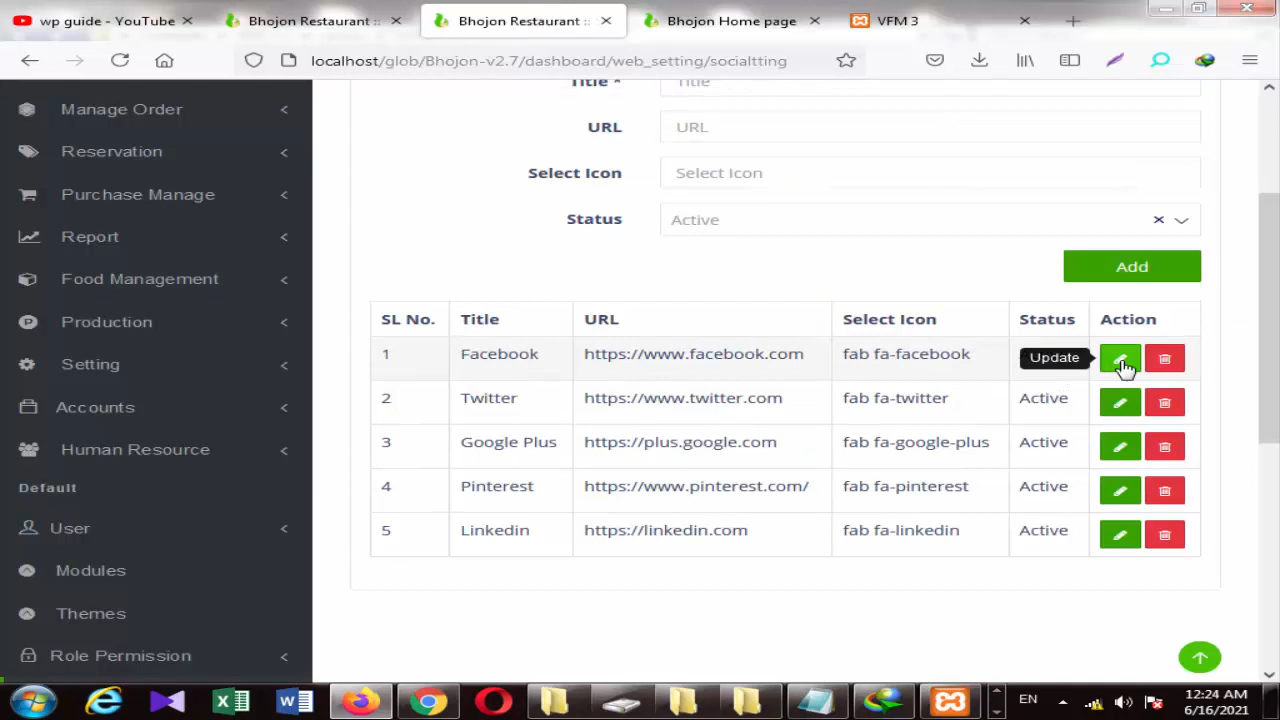 wp guide - YouTube
Bhojon Restaurant ::
Bhojon Restaurant ::
Bhojon Home page
VFM 3
localhost/glob/Bhojon-v2.7/dashboard/web_setting/socialtting
Manage Order
Reservation
Purchase Manage
Report
Food Management
Production
Setting
Accounts
Human Resource
Default
User
Modules
Themes
Role Permission
Title * Title
URL URL
Select Icon Select Icon
Status Active
Add
SL No. Title URL Select Icon Status Action
1 Facebook https://www.facebook.com fab fa-facebook Update
2 Twitter https://www.twitter.com fab fa-twitter Active
3 Google Plus https://plus.google.com fab fa-google-plus Active
4 Pinterest https://www.pinterest.com/ fab fa-pinterest Active
5 Linkedin https://linkedin.com fab fa-linkedin Active
EN
12:24 AM
6/16/2021